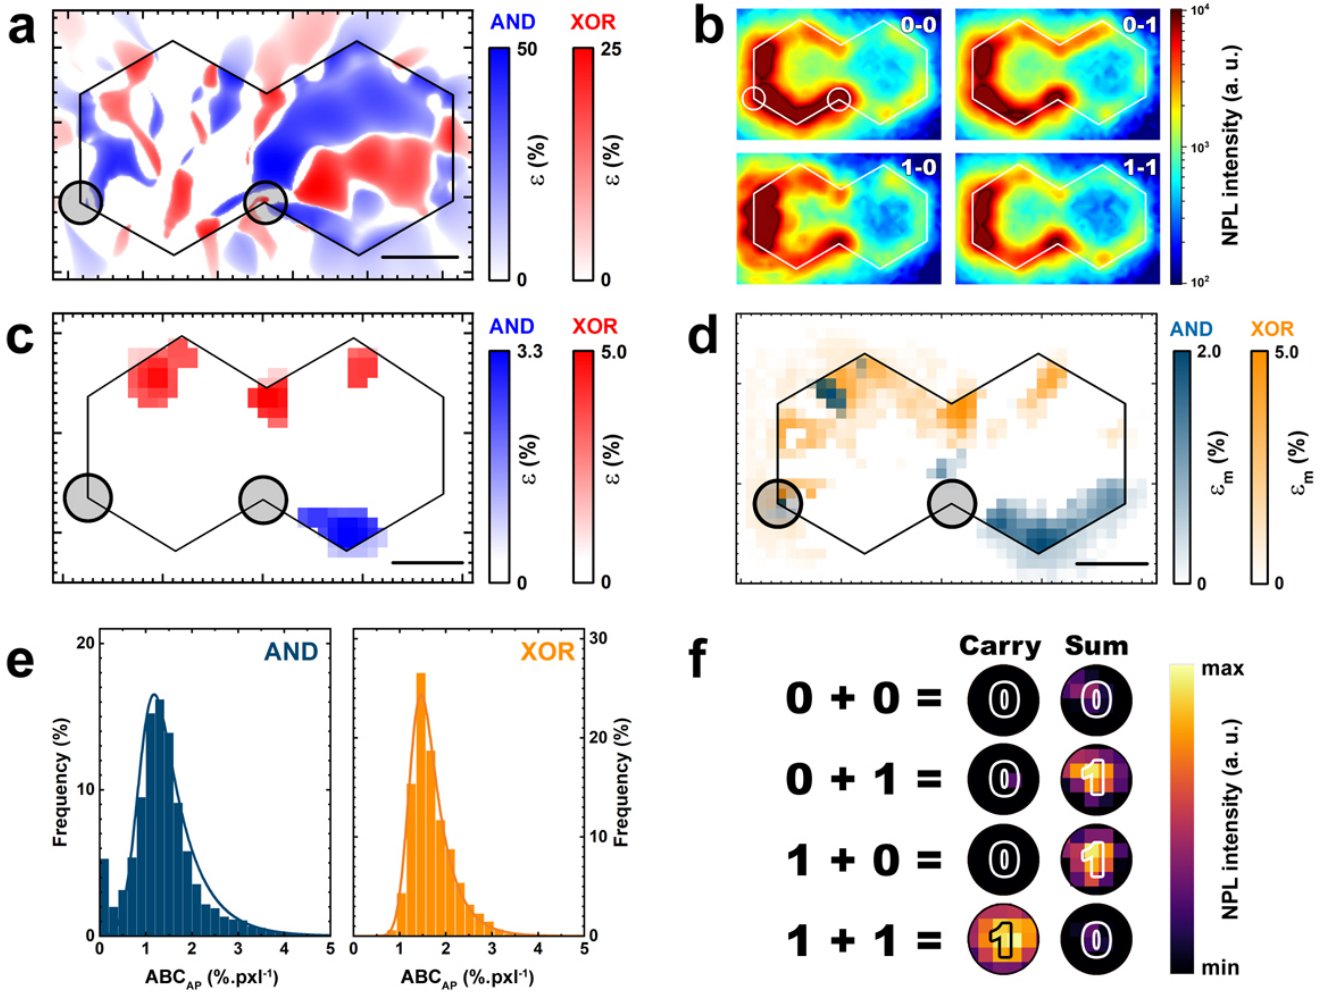 a
AND
XOR
50
25
ε (%)
ε (%)
0
0
b
0-0
0-1
1-0
1-1
10⁴
10³
10²
NPL intensity (a. u.)
c
AND
XOR
3.3
5.0
ε (%)
ε (%)
0
0
d
AND
XOR
2.0
5.0
εₘ (%)
εₘ (%)
0
0
e
AND
20
10
0
Frequency (%)
0 1 2 3 4 5
ABC_AP (%.pxl⁻¹)
XOR
30
20
10
0
Frequency (%)
0 1 2 3 4 5
ABC_AP (%.pxl⁻¹)
f
Carry Sum
0 + 0 = 0 0
0 + 1 = 0 1
1 + 0 = 0 1
1 + 1 = 1 0
max
min
NPL intensity (a. u.)